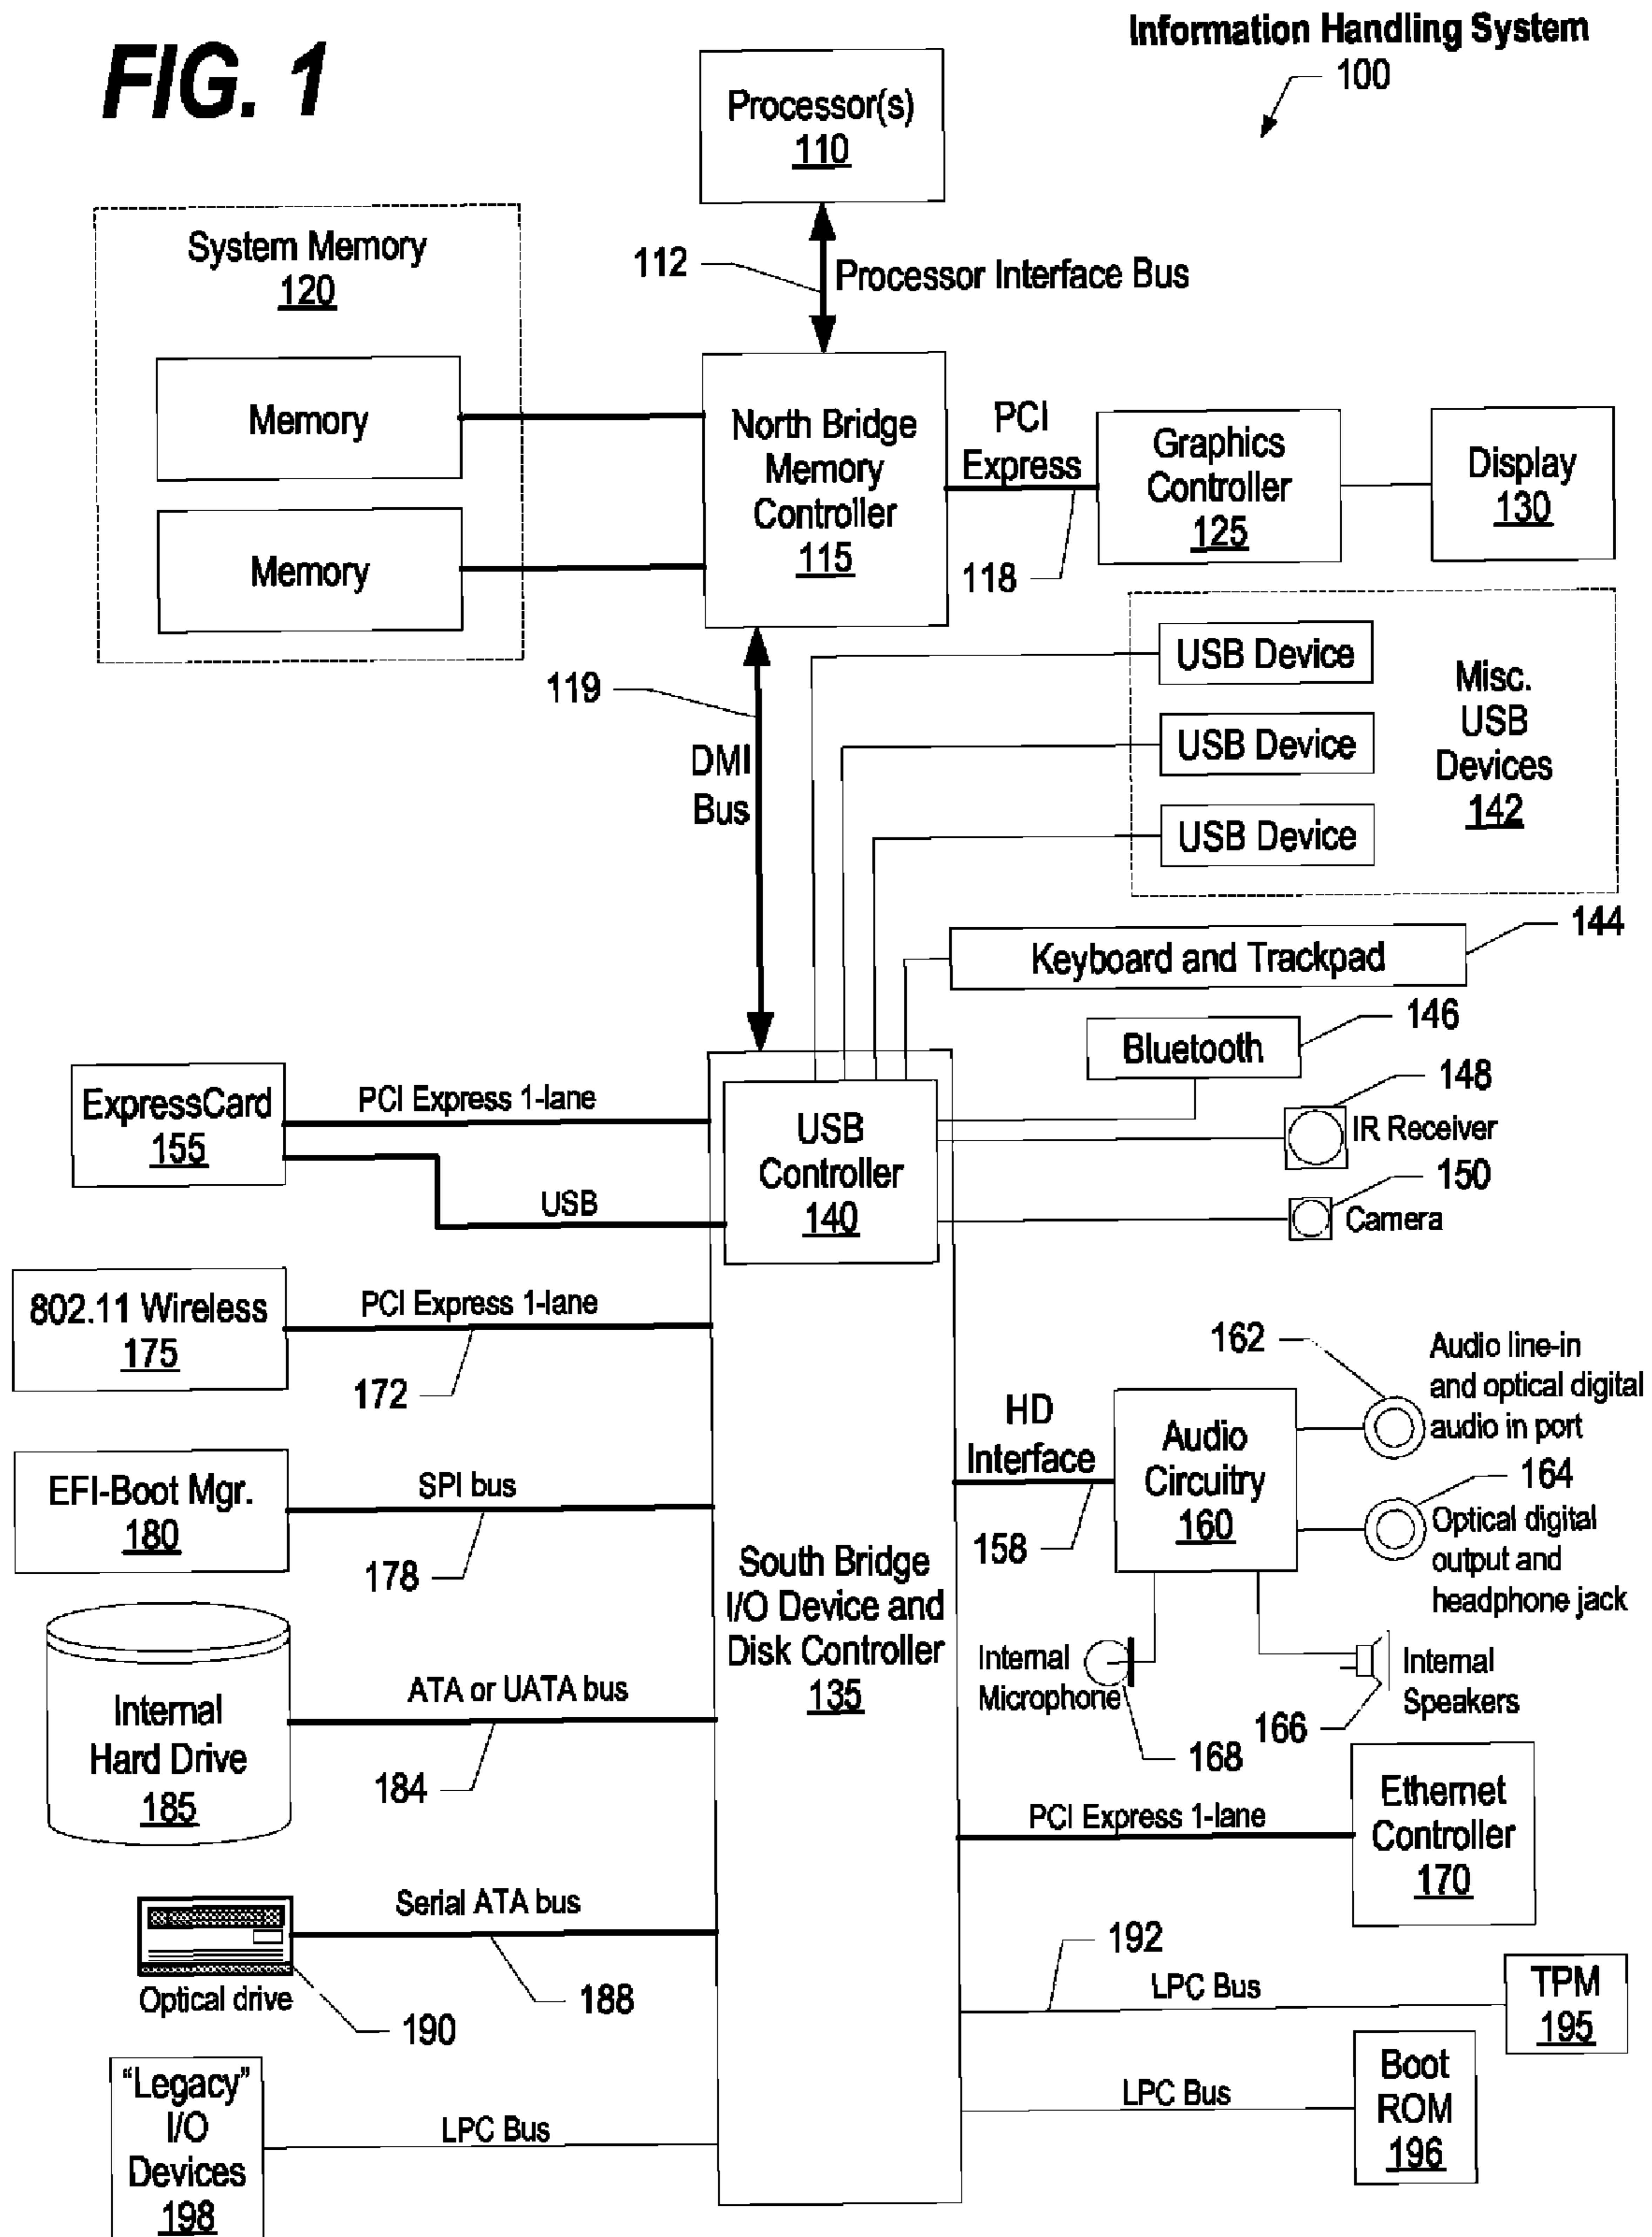 FIG. 1
Information Handling System
100
Processor(s)
110
System Memory
120
112
Processor Interface Bus
Memory
Memory
North Bridge
Memory
Controller
115
PCI
Express
118
Graphics
Controller
125
Display
130
119
DMI
Bus
USB Device
USB Device
USB Device
Misc.
USB
Devices
142
Keyboard and Trackpad
144
Bluetooth
146
148
IR Receiver
150
Camera
ExpressCard
155
PCI Express 1-lane
USB
USB
Controller
140
802.11 Wireless
175
PCI Express 1-lane
172
EFI-Boot Mgr.
180
SPI bus
178
South Bridge
I/O Device and
Disk Controller
135
HD
Interface
158
Audio
Circuitry
160
162
Audio line-in
and optical digital
audio in port
164
Optical digital
output and
headphone jack
Internal
Microphone
168
Internal
Speakers
166
Internal
Hard Drive
185
ATA or UATA bus
184
PCI Express 1-lane
Ethernet
Controller
170
Serial ATA bus
188
Optical drive
190
192
LPC Bus
TPM
195
LPC Bus
Boot
ROM
196
“Legacy”
I/O
Devices
198
LPC Bus